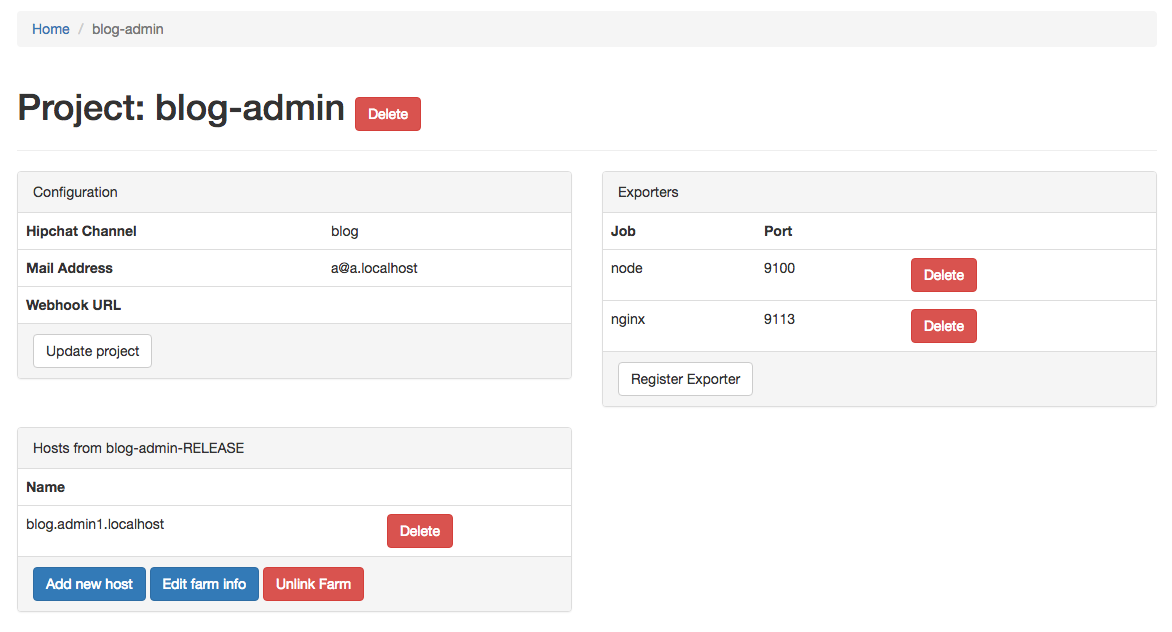 Home / blog-admin
Project: blog-admin Delete
Configuration
Hipchat Channel blog
Mail Address a@a.localhost
Webhook URL
Update project
Exporters
Job Port
node 9100 Delete
nginx 9113 Delete
Register Exporter
Hosts from blog-admin-RELEASE
Name
blog.admin1.localhost Delete
Add new host Edit farm info Unlink Farm